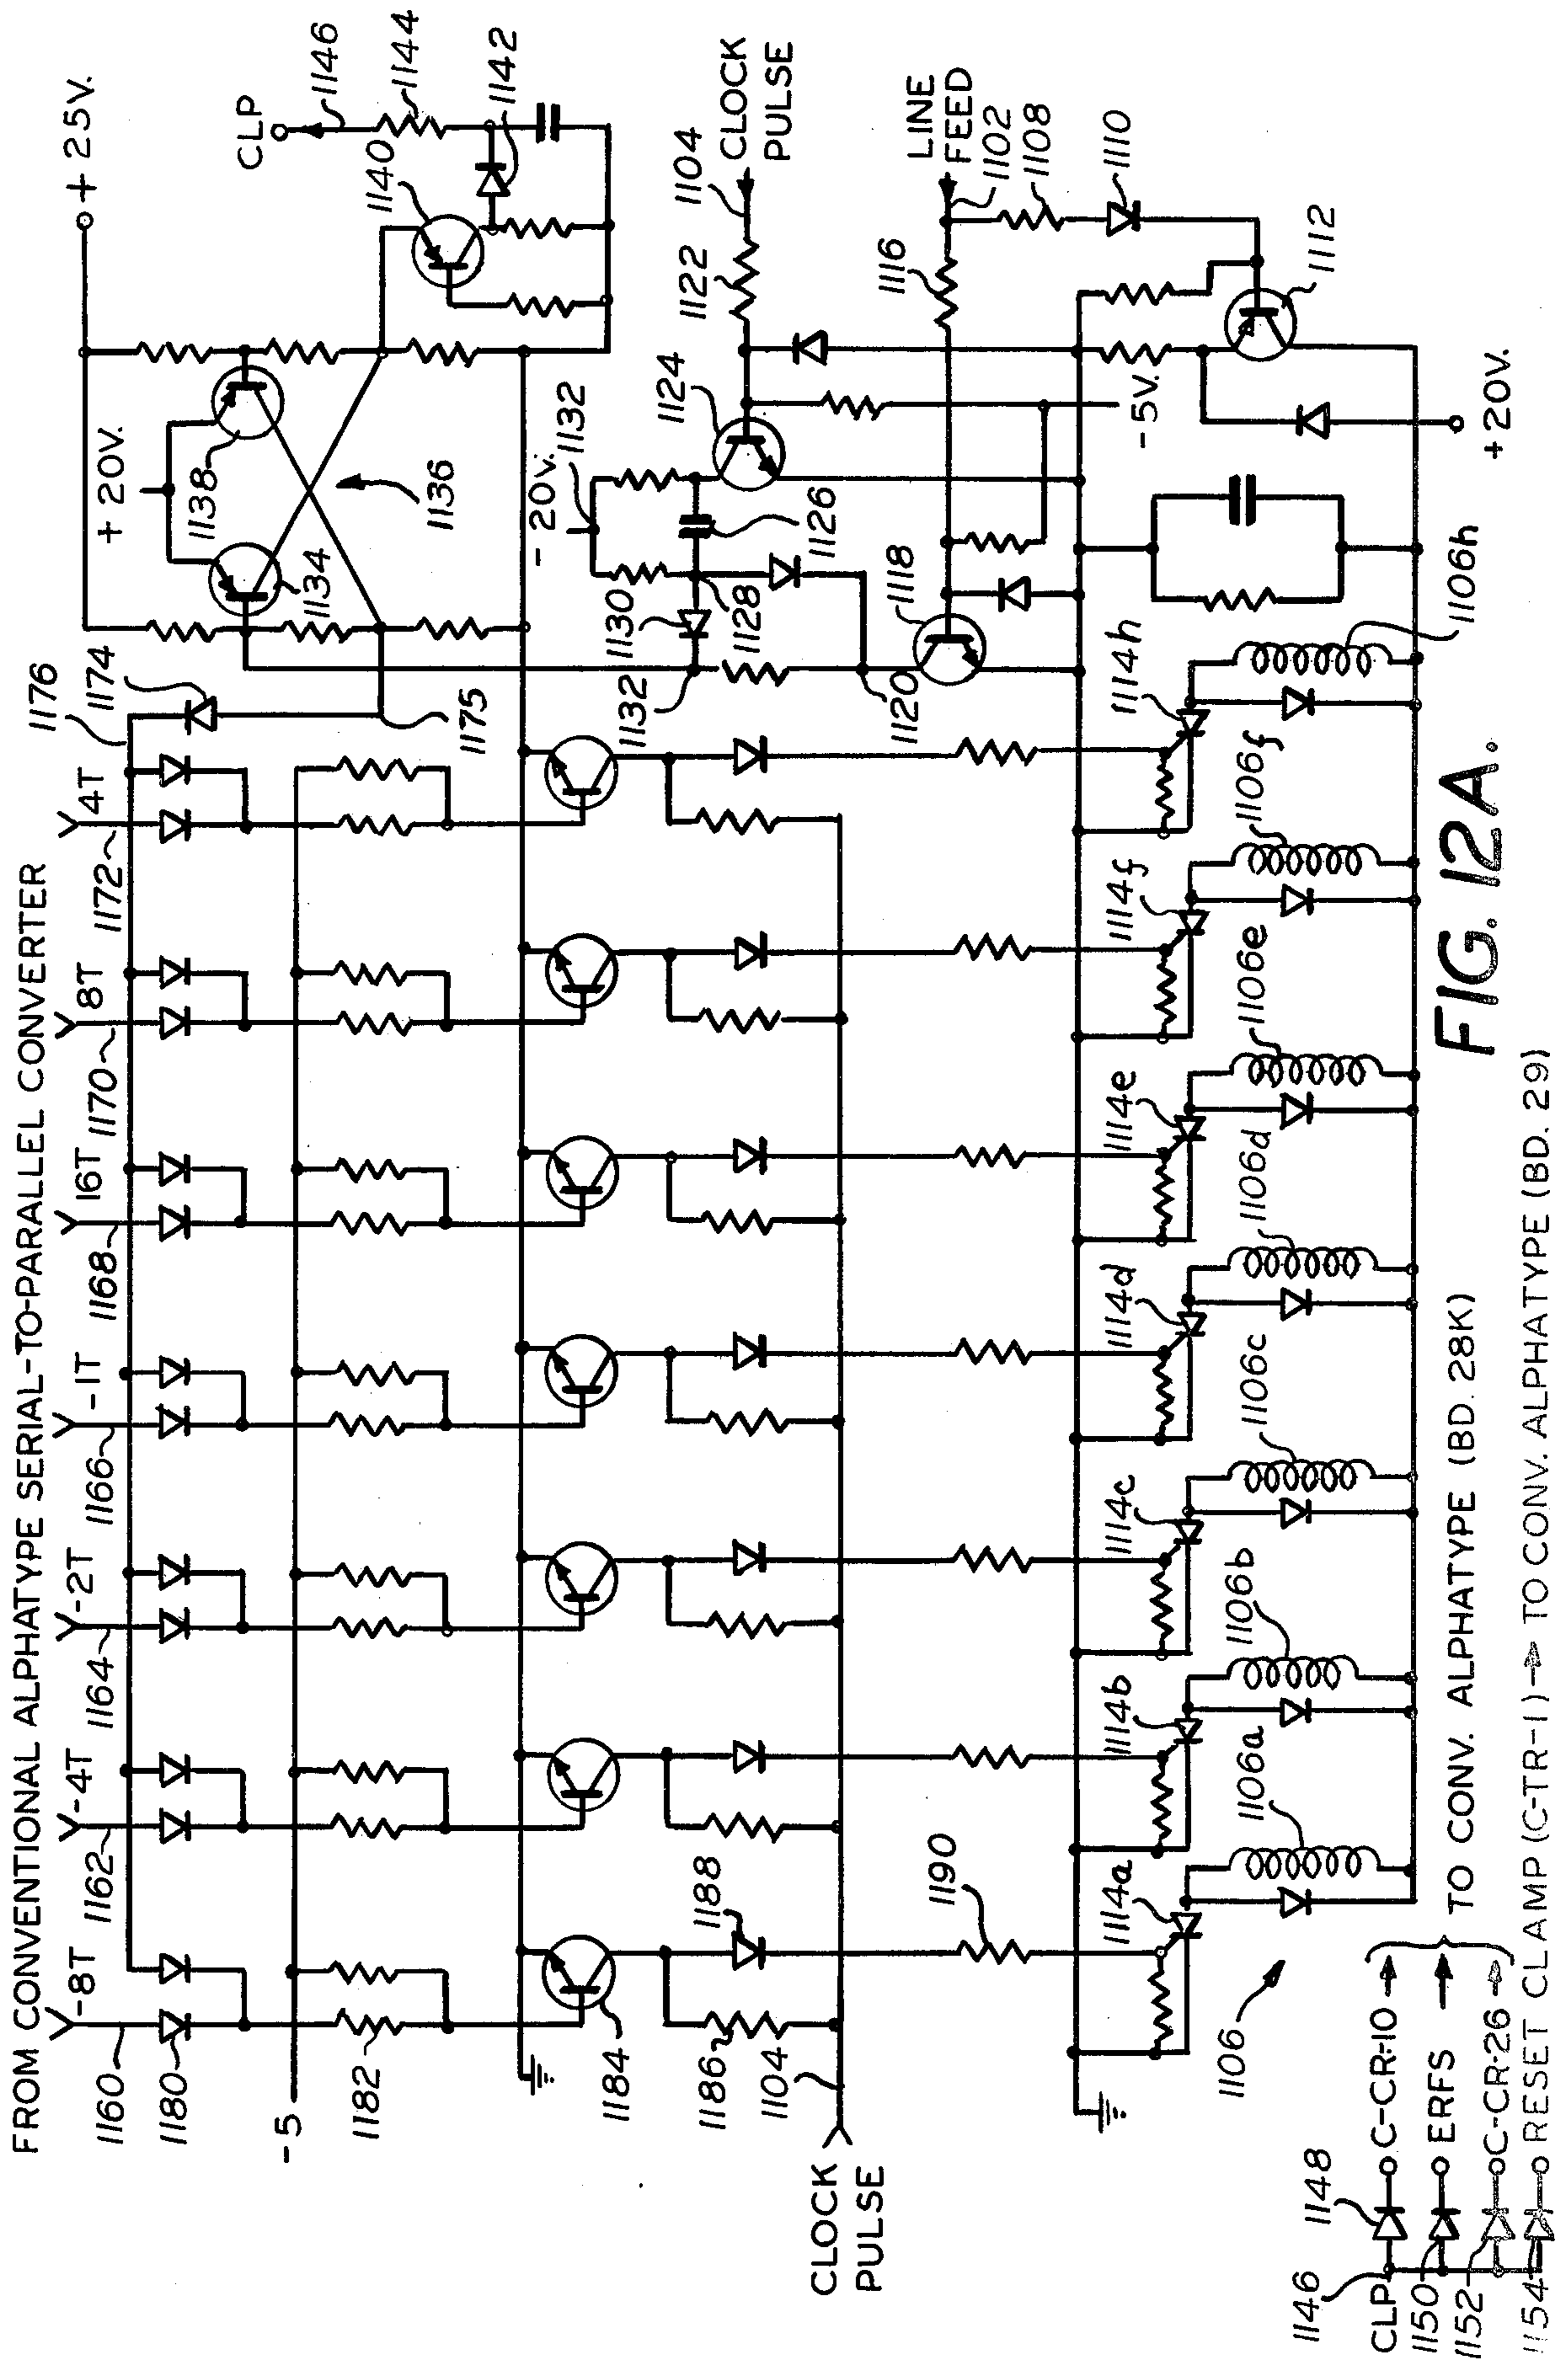 FROM CONVENTIONAL ALPHATYPE SERIAL-TO-PARALLEL CONVERTER
-8T
-4T
-2T
-1T
16T
8T
4T
1160
1162
1164
1166
1168
1170
1172
1176
1174
1175
+25V.
+20V.
1134
1138
1136
CLP
1146
1144
1142
1140
1180
-5
1182
1184
1186
1188
1104
CLOCK
PULSE
1190
-20V.
1132
1130
1128
1126
1124
1122
1104
CLOCK
PULSE
1132
1120
1118
1116
LINE
FEED
1102
1108
1110
1112
-5V.
+20V.
1114a
1114b
1114c
1114d
1114e
1114f
1114h
1106
1106a
1106b
1106c
1106d
1106e
1106f
1106h
1146
CLP
1148
1150
1152
1154
C-CR-10
ERFS
C-CR-26
TO CONV. ALPHATYPE (BD. 28K)
RESET CLAMP (C-TR-1) → TO CONV. ALPHATYPE (BD. 29)
FIG. 12A.